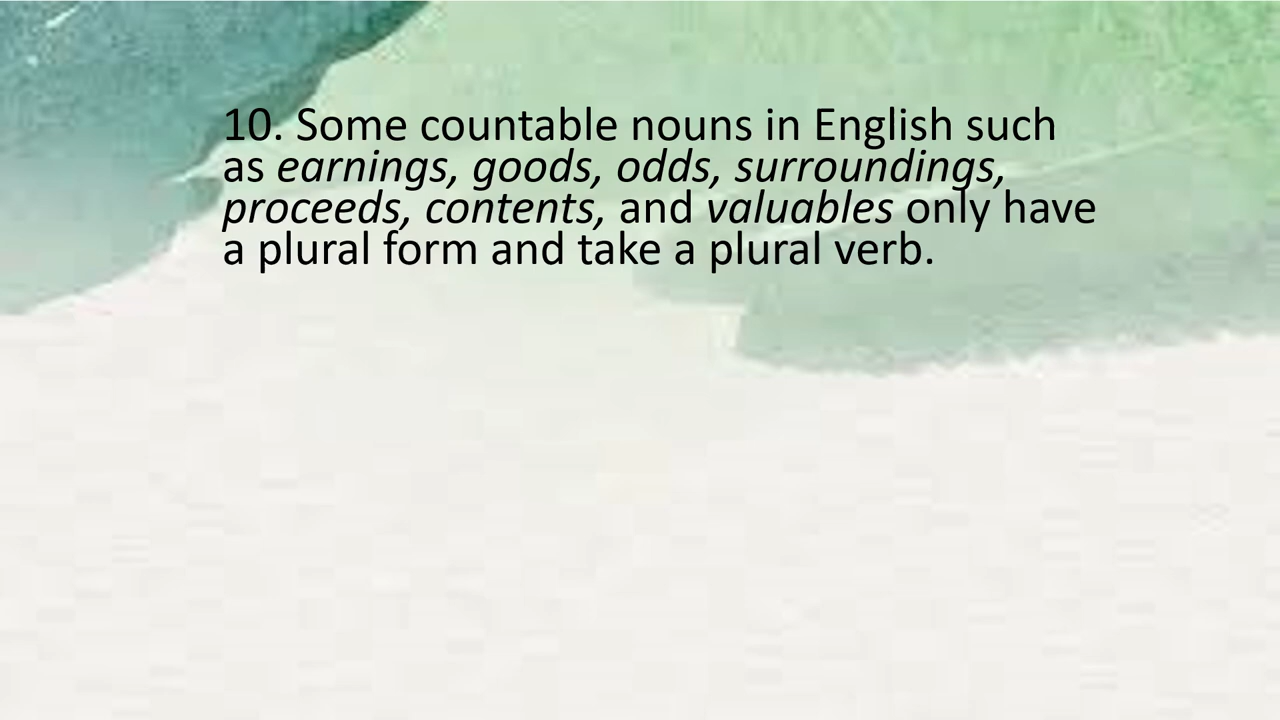 10. Some countable nouns in English such
as earnings, goods, odds, surroundings,
proceeds, contents, and valuables only have
a plural form and take a plural verb.